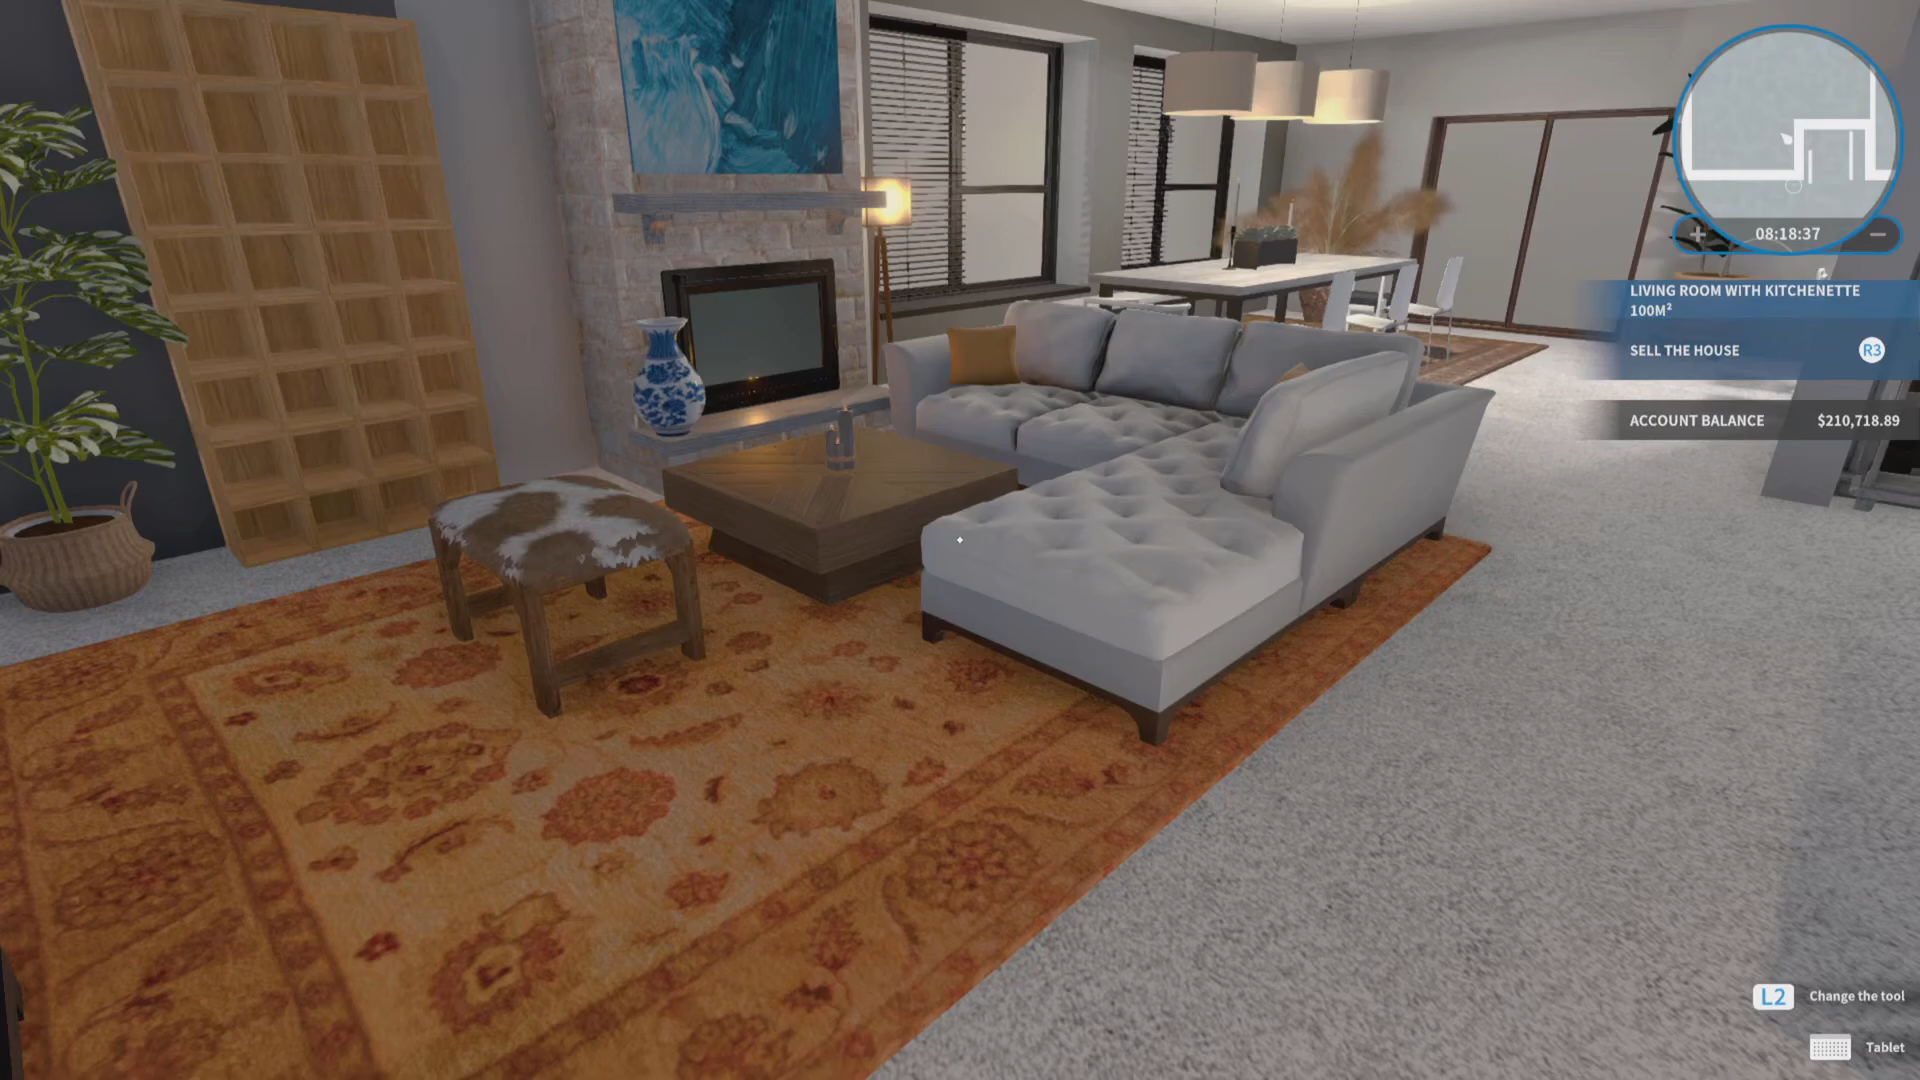 08:18:37
LIVING ROOM WITH KITCHENETTE
100M²
SELL THE HOUSE R3
ACCOUNT BALANCE $210,718.89
L2 Change the tool
Tablet